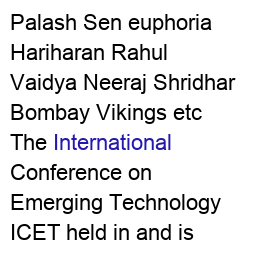 Palash Sen euphoria
Hariharan Rahul
Vaidya Neeraj Shridhar
Bombay Vikings etc
The International
Conference on
Emerging Technology
ICET held in and is